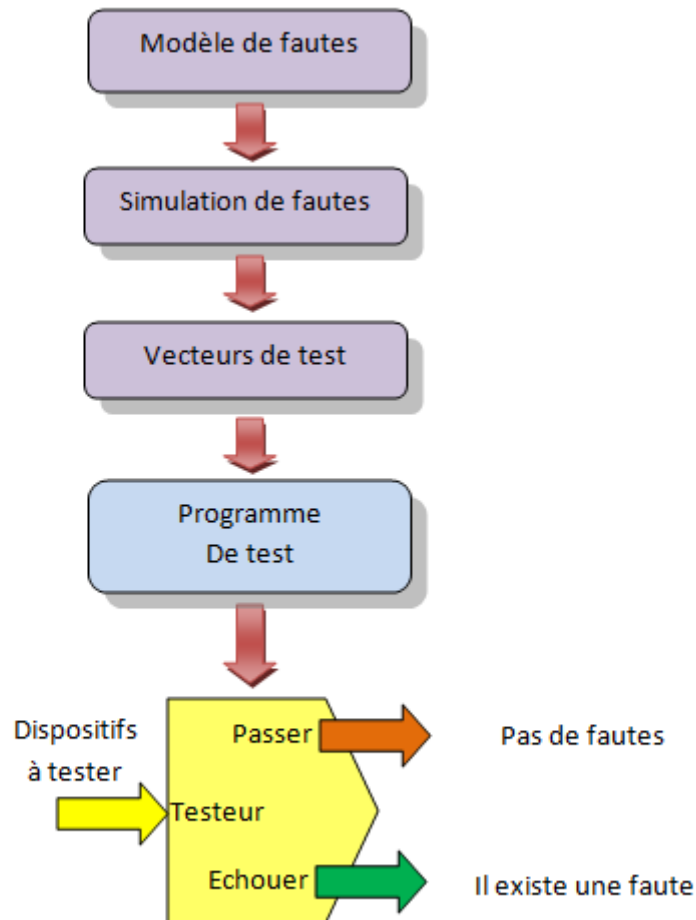 Modèle de fautes
Simulation de fautes
Vecteurs de test
Programme
De test
Dispositifs
à tester
Passer
Pas de fautes
Testeur
Echouer
Il existe une faute